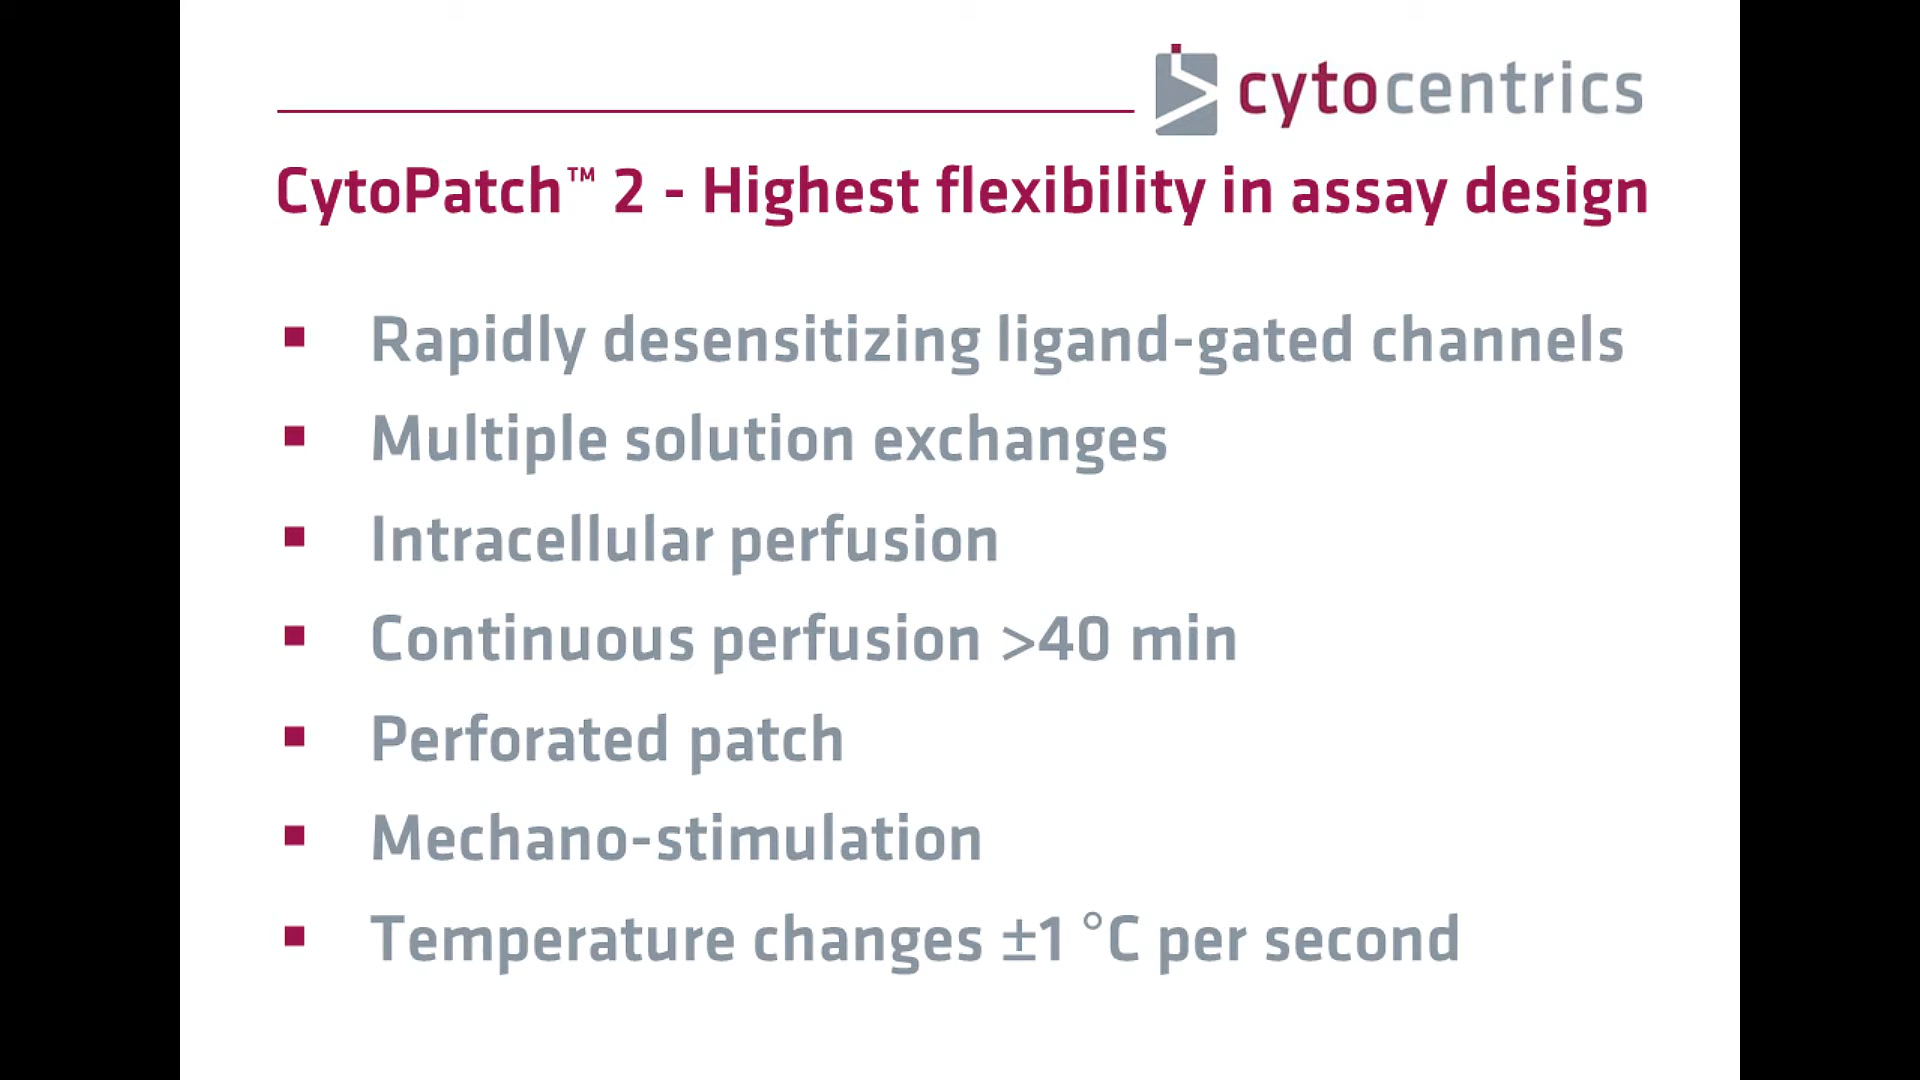 cytocentrics
CytoPatch™ 2 - Highest flexibility in assay design
▪ Rapidly desensitizing ligand-gated channels
▪ Multiple solution exchanges
▪ Intracellular perfusion
▪ Continuous perfusion >40 min
▪ Perforated patch
▪ Mechano-stimulation
▪ Temperature changes ±1 °C per second